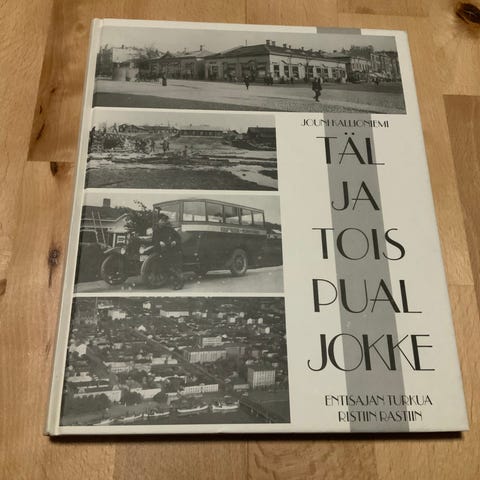 JOUNI KALLIONIEMI
TÄL
JA
TOIS
PUAL
JOKKE
ENTISAJAN TURKUA
RISTIIN RASTIIN